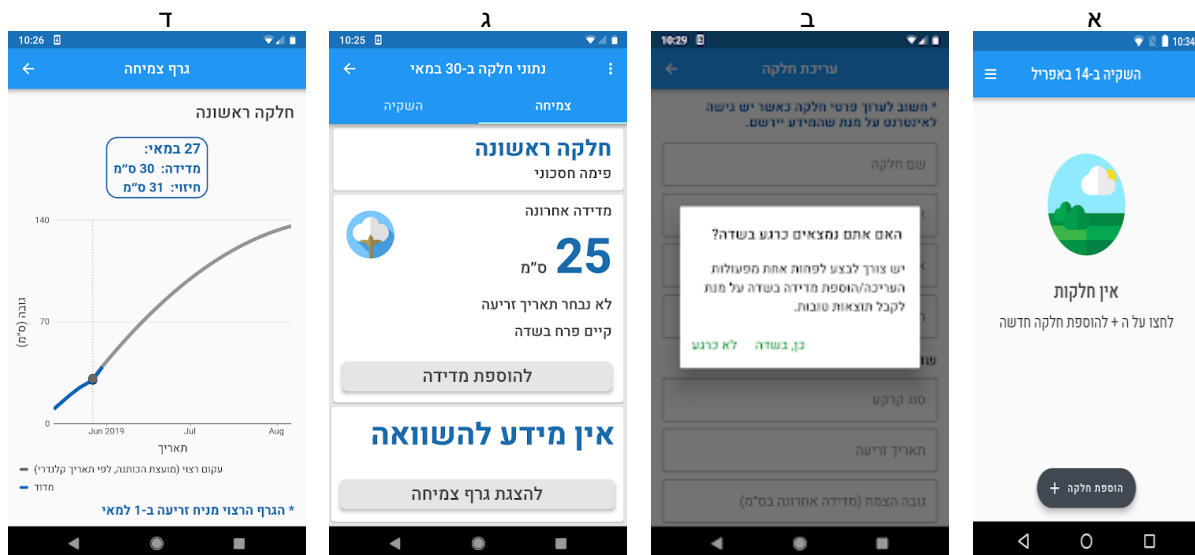 א
10:34
השקיה ב-14 באפריל
אין חלקות
לחצו על ה + להוספת חלקה חדשה
הוספת חלקה +
ב
10:29
עריכת חלקה
* חשוב לערוך פרטי חלקה כאשר יש גישה
לאינטרנט על מנת שהמידע יירשם.
שם חלקה
האם אתם נמצאים כרגע בשדה?
יש צורך לבצע לפחות אחת מפעולות
העריכה/הוספת מדידה בשדה על מנת
לקבל תוצאות טובות.
כן, בשדה לא כרגע
סוג קרקע
תאריך זריעה
גובה הצמח (מדידה אחרונה בס"מ)
ג
10:25
נתוני חלקה ב-30 במאי
צמיחה השקיה
חלקה ראשונה
פימה חסכוני
מדידה אחרונה
25 ס"מ
לא נבחר תאריך זריעה
קיים פרח בשדה
להוספת מדידה
אין מידע להשוואה
להצגת גרף צמיחה
ד
10:26
גרף צמיחה
חלקה ראשונה
27 במאי:
מדידה: 30 ס"מ
חיזוי: 31 ס"מ
140
70
0
גובה (ס"מ)
Jun 2019 Jul Aug
תאריך
עקום רצוי (מועצת הכותנה, לפי תאריך קלנדרי)
מדוד
* הגרף הרצוי מניח זריעה ב-1 למאי